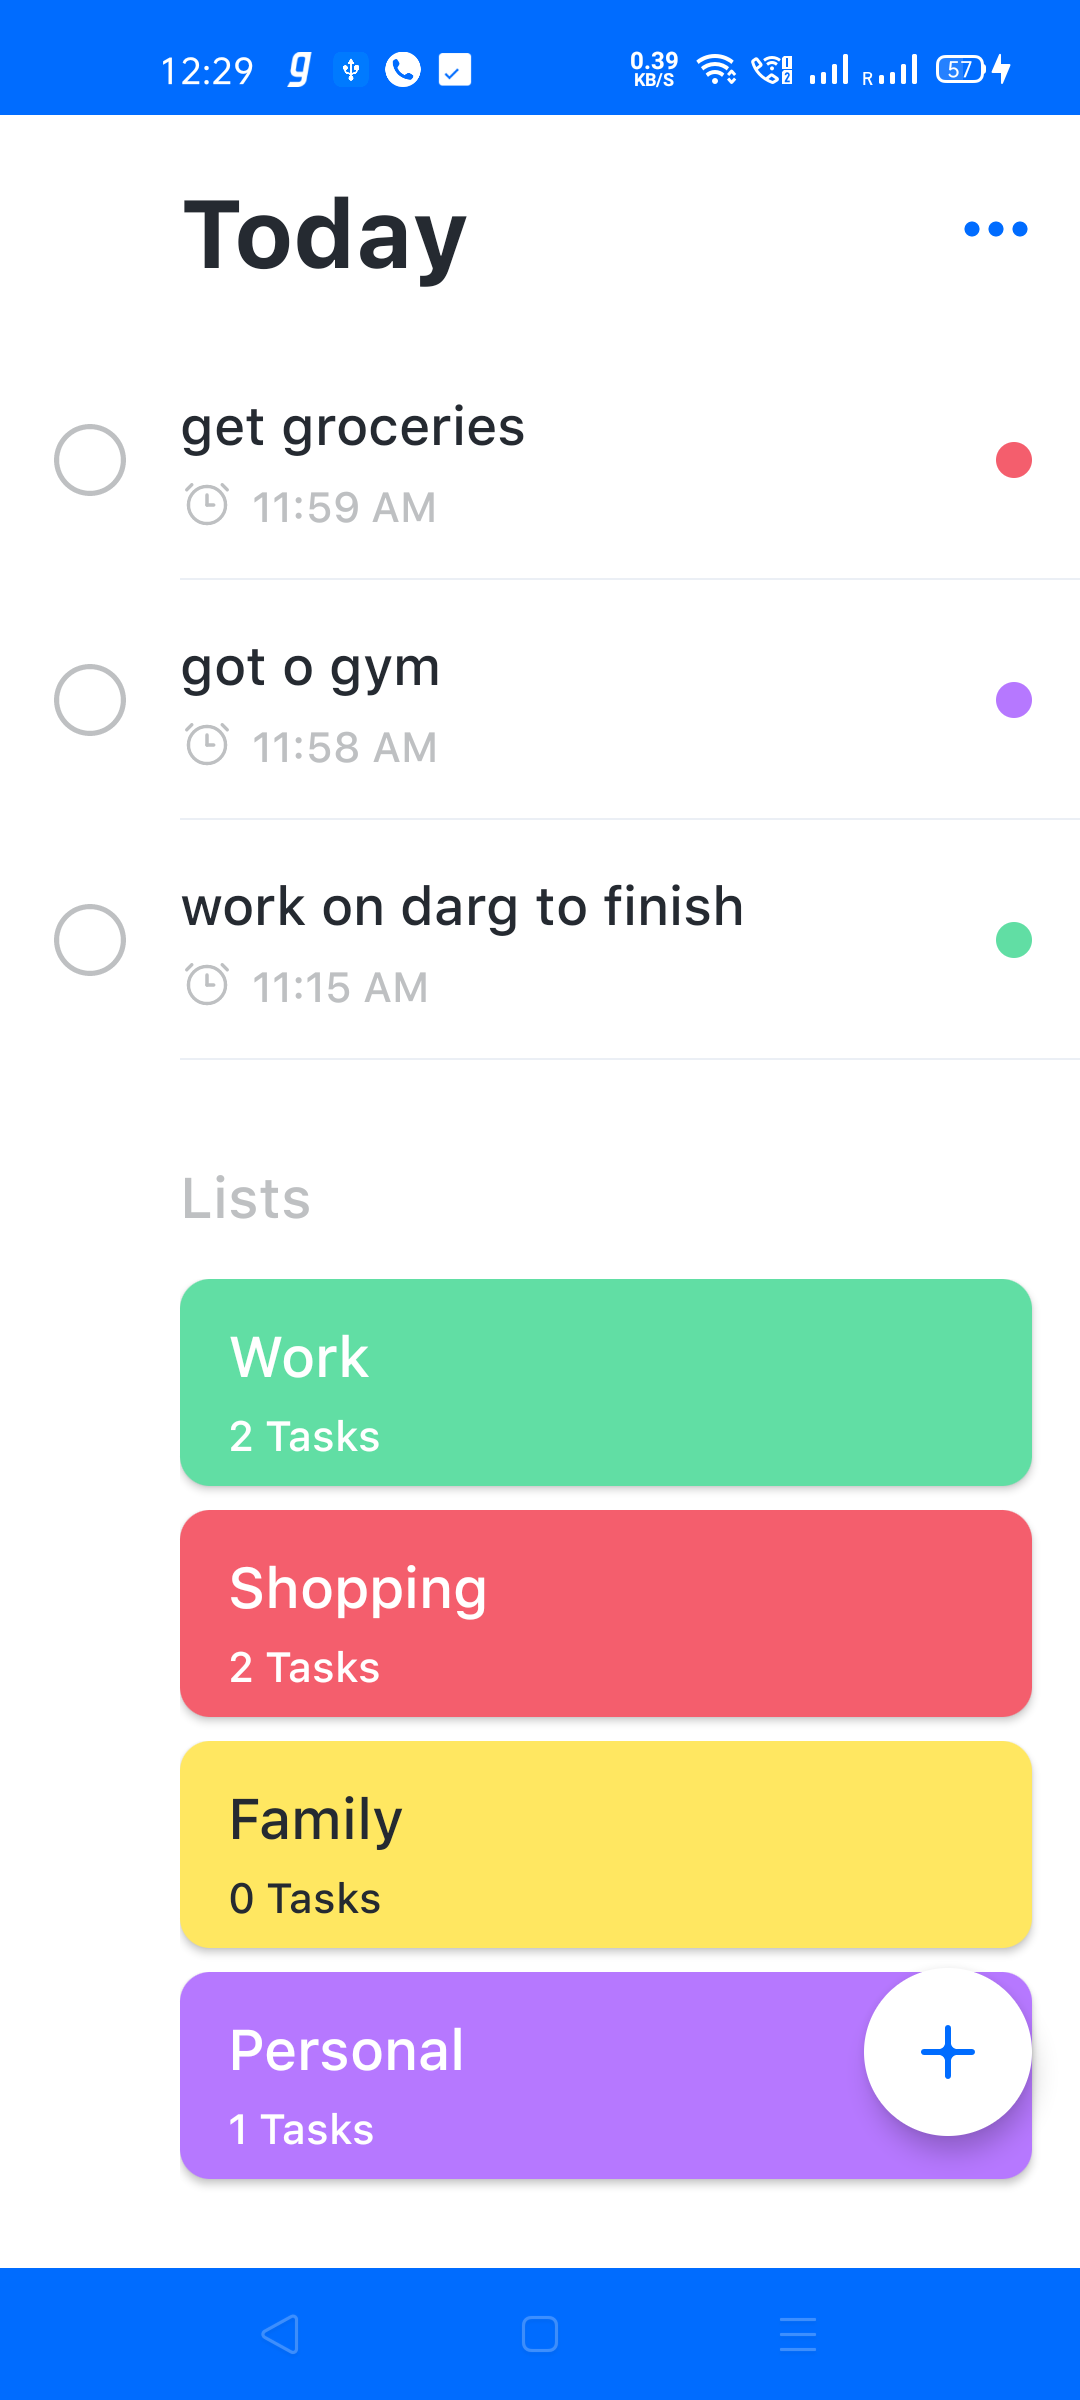 12:29
0.39 KB/S
R
57
Today
get groceries
11:59 AM
got o gym
11:58 AM
work on darg to finish
11:15 AM
Lists
Work
2 Tasks
Shopping
2 Tasks
Family
0 Tasks
Personal
1 Tasks